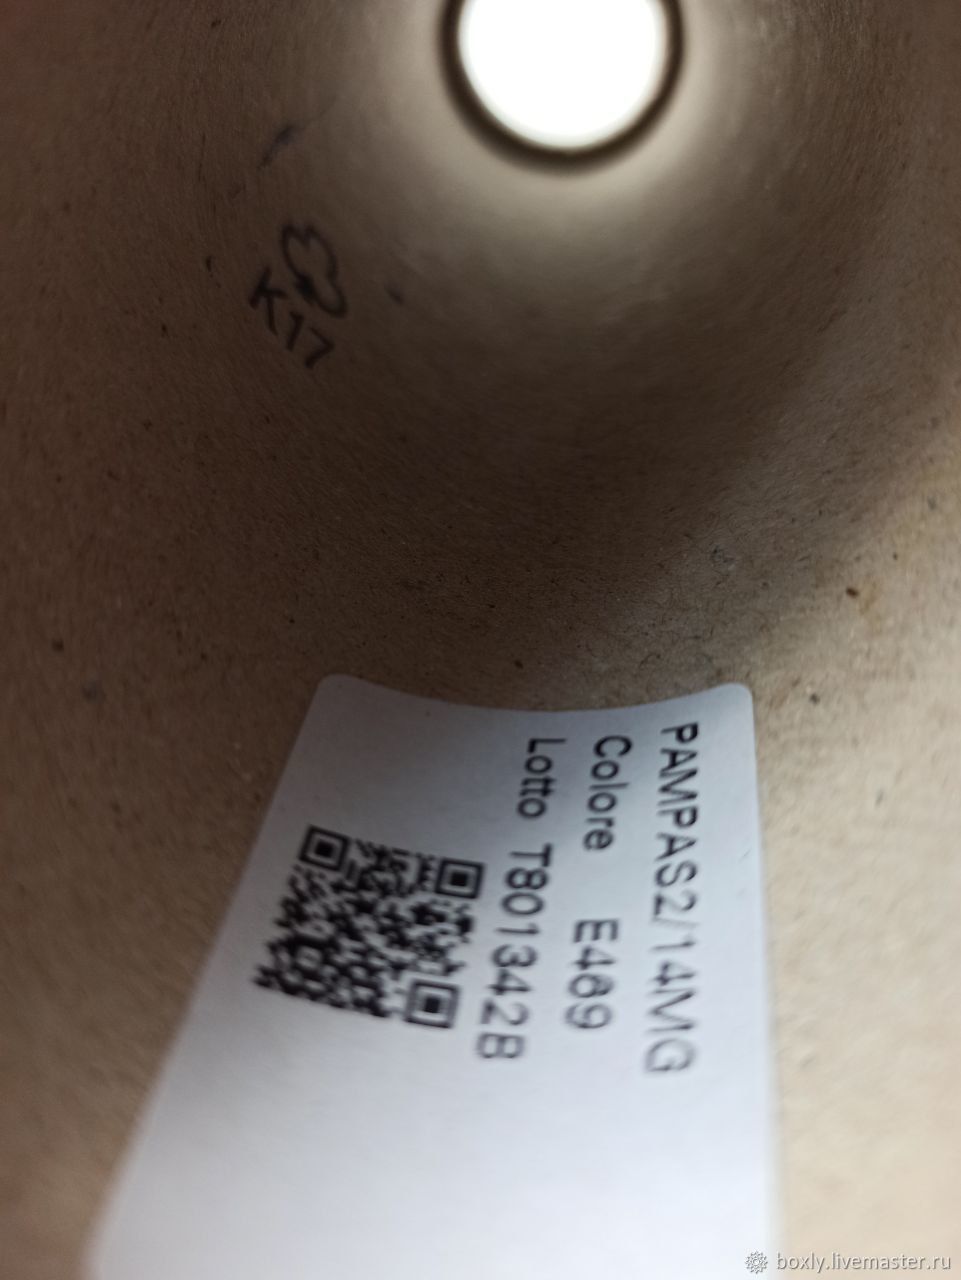 K17
PAMPAS2/14MG
Colore E469
Lotto T801342B
boxly.livemaster.ru